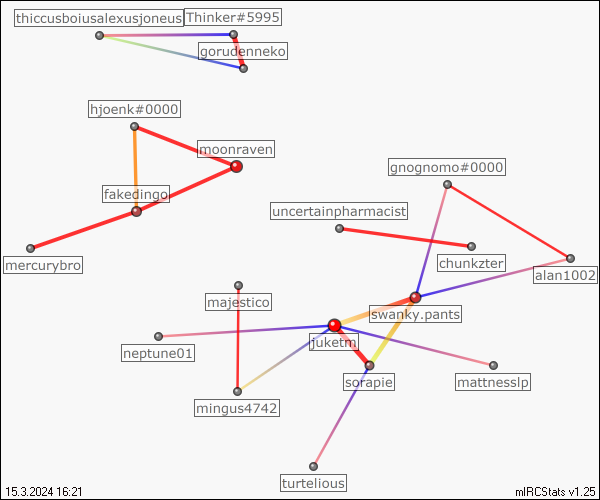 thiccusboiusalexusjoneus
Thinker#5995
gorudenneko
hjoenk#0000
moonraven
gnognomo#0000
fakedingo
uncertainpharmacist
mercurybro
chunkzter
alan1002
majestico
swanky.pants
neptune01
juketm
sorapie
mattnesslp
mingus4742
turtelious
15.3.2024 16:21
mIRCStats v1.25